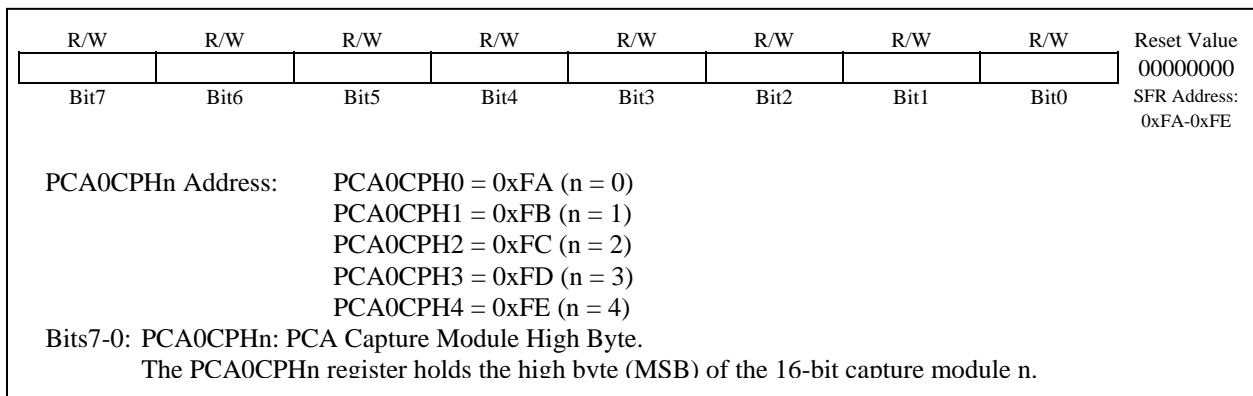 R/W R/W R/W R/W R/W R/W R/W R/W Reset Value
00000000
Bit7 Bit6 Bit5 Bit4 Bit3 Bit2 Bit1 Bit0 SFR Address:
0xFA-0xFE
PCA0CPHn Address: PCA0CPH0 = 0xFA (n = 0)
PCA0CPH1 = 0xFB (n = 1)
PCA0CPH2 = 0xFC (n = 2)
PCA0CPH3 = 0xFD (n = 3)
PCA0CPH4 = 0xFE (n = 4)
Bits7-0: PCA0CPHn: PCA Capture Module High Byte.
The PCA0CPHn register holds the high byte (MSB) of the 16-bit capture module n.